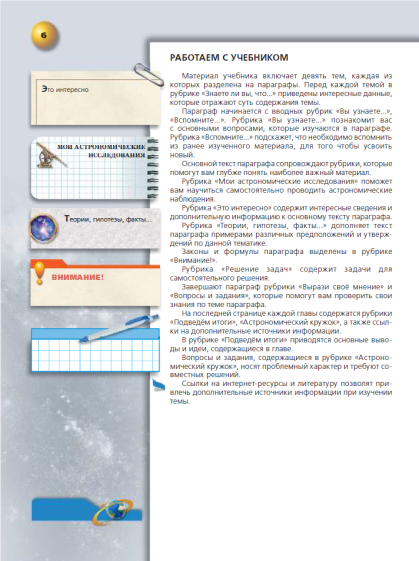 6
РАБОТАЕМ С УЧЕБНИКОМ
Материал учебника включает девять тем, каждая из
которых разделена на параграфы. Перед каждой темой в
рубрике «Знаете ли вы, что...» приведены интересные данные,
которые отражают суть содержания темы.
Параграф начинается с вводных рубрик «Вы узнаете...»,
«Вспомните...». Рубрика «Вы узнаете...» познакомит вас
с основными вопросами, которые изучаются в параграфе.
Рубрика «Вспомните...» подскажет, что необходимо вспомнить
из ранее изученного материала, для того чтобы усвоить
новый.
Основной текст параграфа сопровождают рубрики, которые
помогут вам глубже понять наиболее важный материал.
Рубрика «Мои астрономические исследования» поможет
вам научиться самостоятельно проводить астрономические
наблюдения.
Рубрика «Это интересно» содержит интересные сведения и
дополнительную информацию к основному тексту параграфа.
Рубрика «Теории, гипотезы, факты...» дополняет текст
параграфа примерами различных предположений и утверж-
дений по данной тематике.
Законы и формулы параграфа выделены в рубрике
«Внимание!».
Рубрика «Решение задач» содержит задачи для
самостоятельного решения.
Завершают параграф рубрики «Вырази своё мнение» и
«Вопросы и задания», которые помогут вам проверить свои
знания по теме параграфа.
На последней странице каждой главы содержатся рубрики
«Подведём итоги», «Астрономический кружок», а также ссыл-
ки на дополнительные источники информации.
В рубрике «Подведём итоги» приводятся основные выво-
ды и идеи, содержащиеся в главе.
Вопросы и задания, содержащиеся в рубрике «Астроно-
мический кружок», носят проблемный характер и требуют со-
вместных решений.
Ссылки на интернет-ресурсы и литературу позволят при-
влечь дополнительные источники информации при изучении
темы.
Это интересно
МОИ АСТРОНОМИЧЕСКИЕ
ИССЛЕДОВАНИЯ
Теории, гипотезы, факты...
ВНИМАНИЕ!